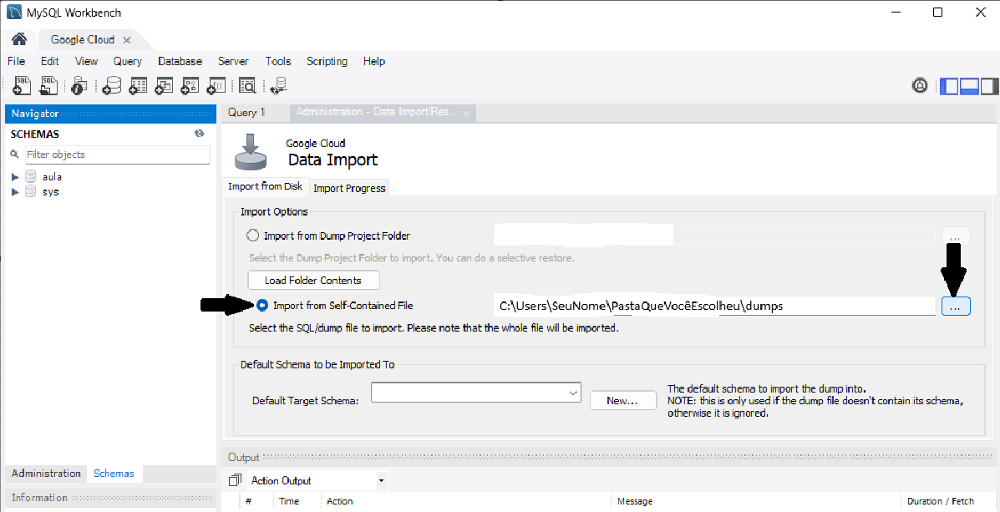 MySQL Workbench
Google Cloud
File Edit View Query Database Server Tools Scripting Help
SQL SQL
Navigator
SCHEMAS
Filter objects
aula
sys
Administration Schemas
Information
Query 1 Administration - Data Import/Res...
Google Cloud
Data Import
Import from Disk Import Progress
Import Options
Import from Dump Project Folder ...
Select the Dump Project Folder to import. You can do a selective restore.
Load Folder Contents
Import from Self-Contained File C:\Users\SeuNome\PastaQueVocêEscolheu\dumps ...
Select the SQL/dump file to import. Please note that the whole file will be imported.
Default Schema to be Imported To
Default Target Schema: New...
The default schema to import the dump into.
NOTE: this is only used if the dump file doesn't contain its schema,
otherwise it is ignored.
Output
Action Output
# Time Action Message Duration / Fetch